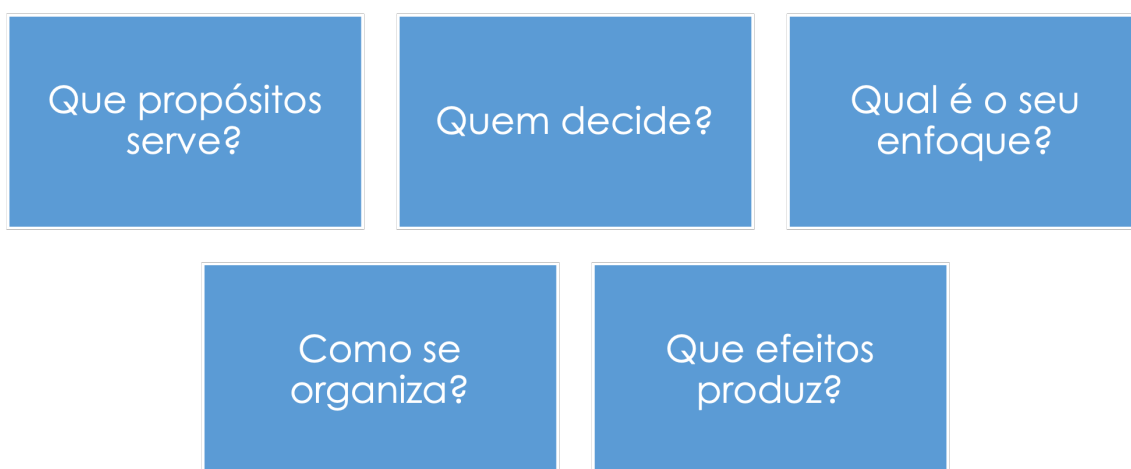 Que propósitos
serve?
Quem decide?
Qual é o seu
enfoque?
Como se
organiza?
Que efeitos
produz?